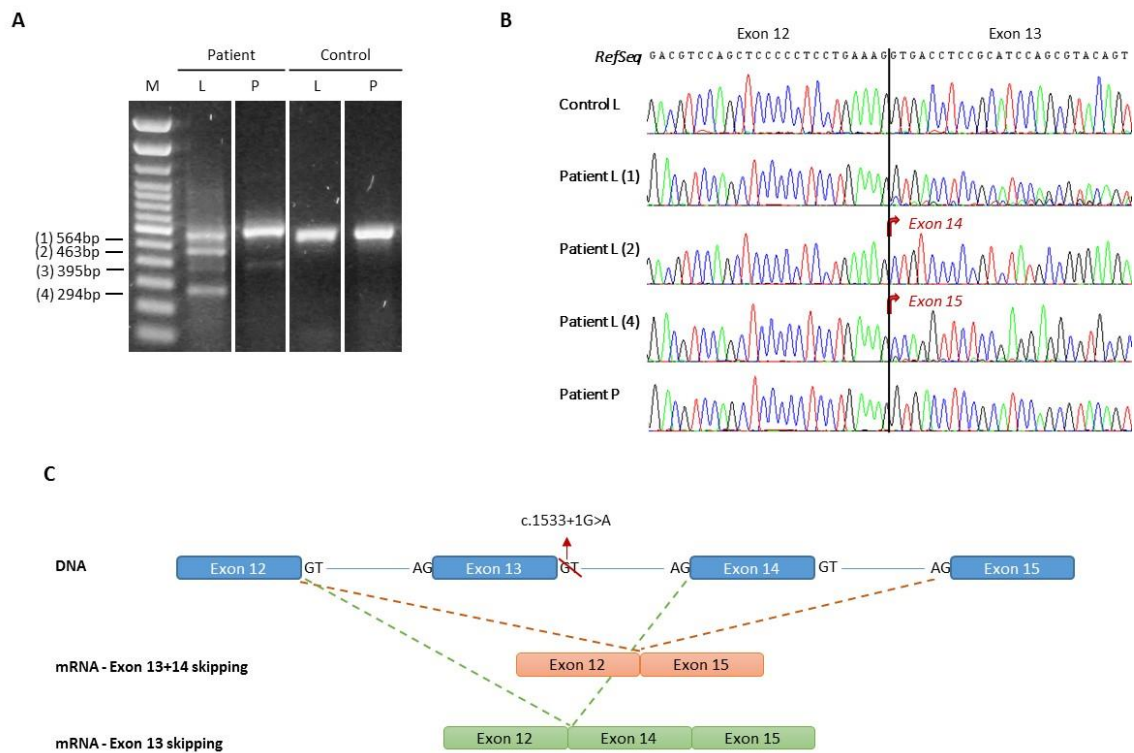 A
Patient Control
M L P L P
(1) 564bp
(2) 463bp
(3) 395bp
(4) 294bp
B
Exon 12 Exon 13
RefSeq GACGTCCAGCTCCCCCTCCTGAAAGGTGACCTCCGCATCCAGCGTACAGT
Control L
Patient L (1)
Exon 14
Patient L (2)
Exon 15
Patient L (4)
Patient P
C
c.1533+1G>A
DNA Exon 12 GT AG Exon 13 GT AG Exon 14 GT AG Exon 15
mRNA - Exon 13+14 skipping Exon 12 Exon 15
mRNA - Exon 13 skipping Exon 12 Exon 14 Exon 15